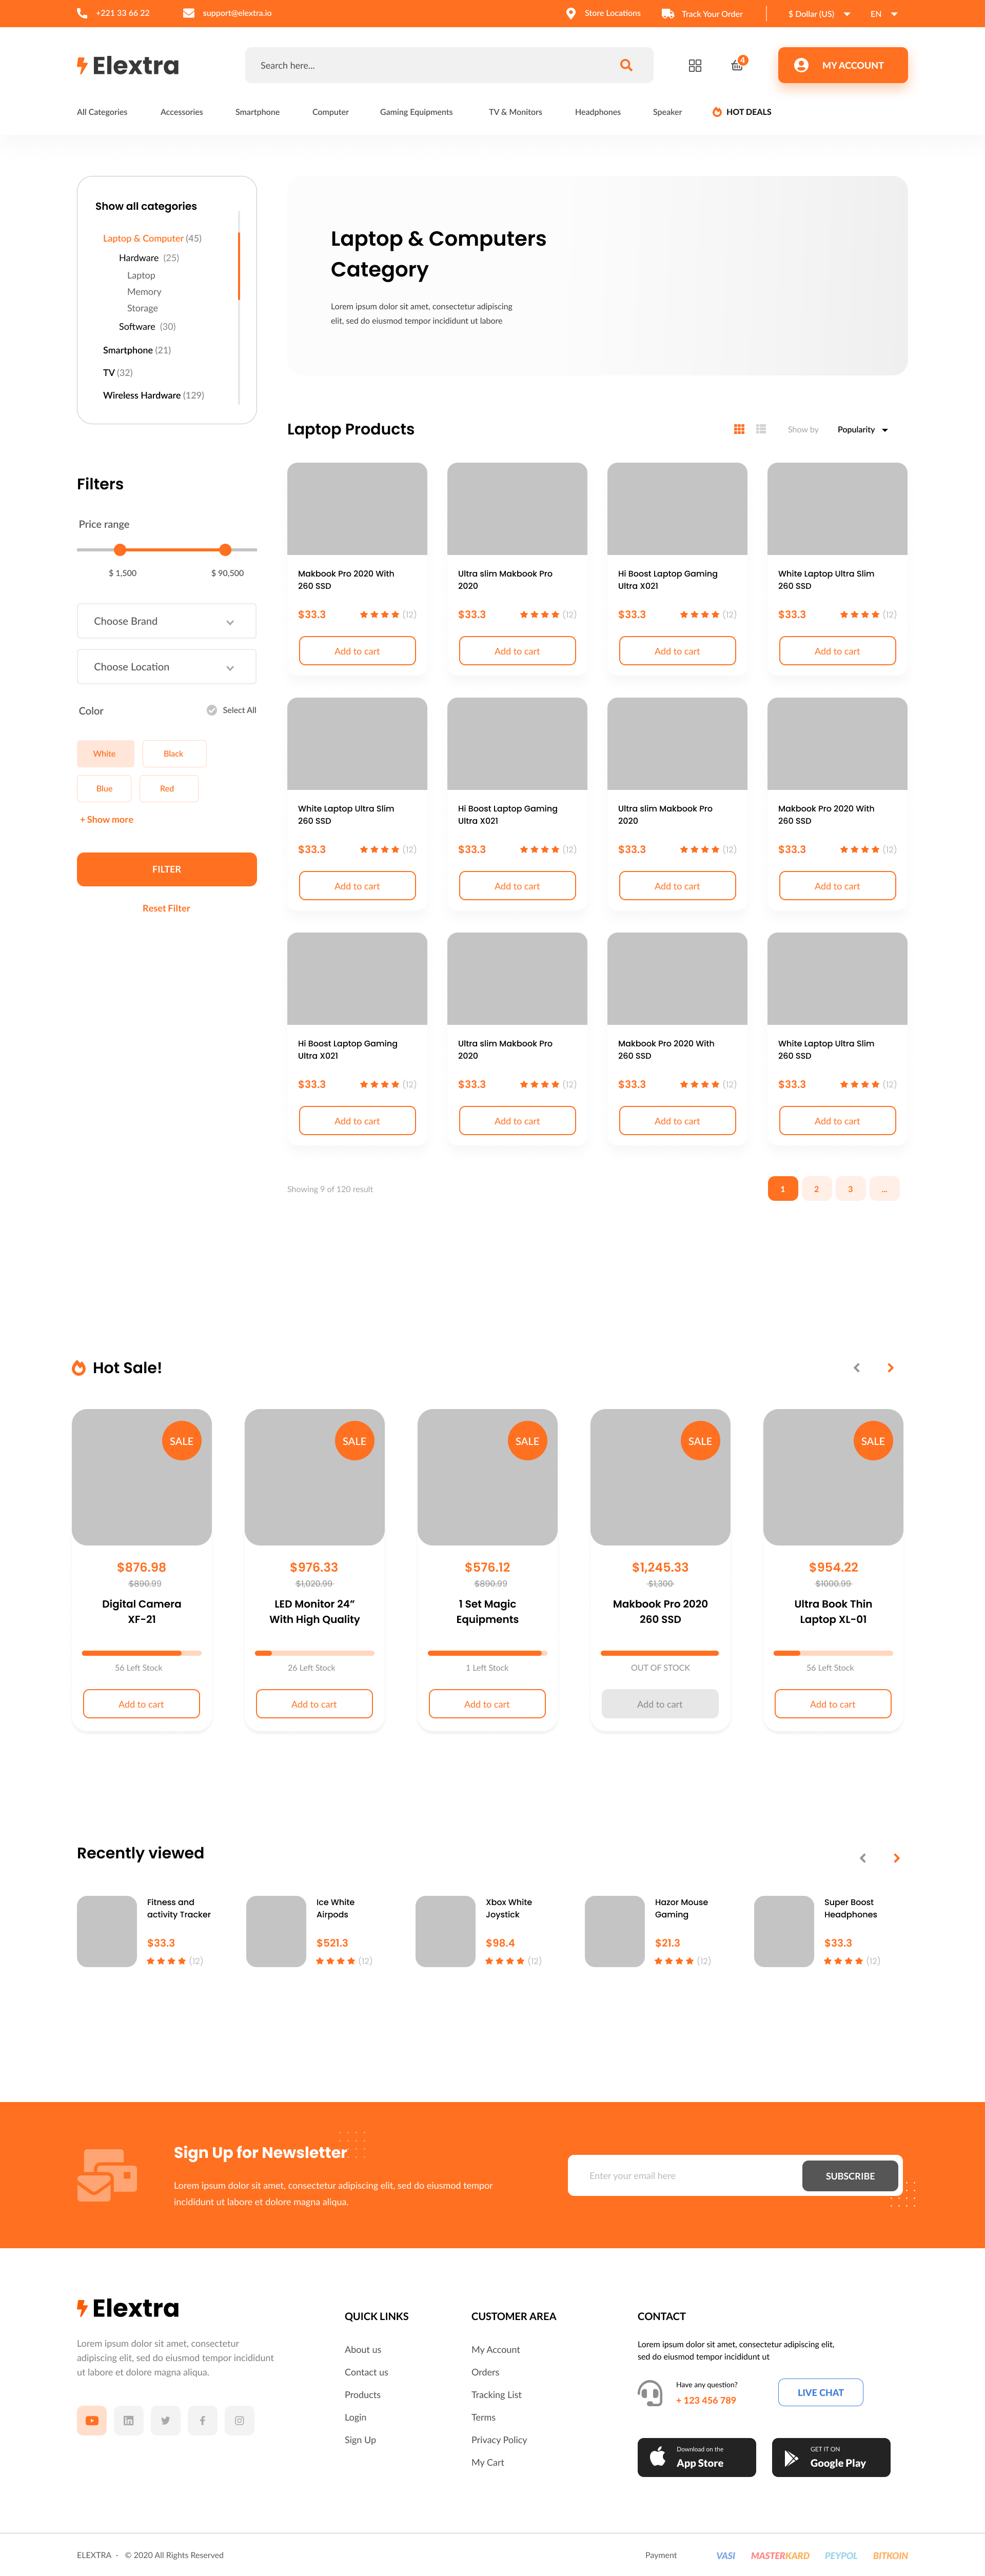 +221 33 66 22
support@elextra.io
Store Locations
Track Your Order
$ Dollar (US)
EN
Elextra
Search here...
4
MY ACCOUNT
All Categories
Accessories
Smartphone
Computer
Gaming Equipments
TV & Monitors
Headphones
Speaker
HOT DEALS
Show all categories
Laptop & Computer (45)
Hardware (25)
Laptop
Memory
Storage
Software (30)
Smartphone (21)
TV (32)
Wireless Hardware (129)
Laptop & Computers
Category
Lorem ipsum dolor sit amet, consectetur adipiscing
elit, sed do eiusmod tempor incididunt ut labore
Filters
Price range
$ 1,500
$ 90,500
Choose Brand
Choose Location
Color
Select All
White
Black
Blue
Red
+ Show more
FILTER
Reset Filter
Laptop Products
Show by
Popularity
Makbook Pro 2020 With
260 SSD
$33.3
(12)
Add to cart
Ultra slim Makbook Pro
2020
$33.3
(12)
Add to cart
Hi Boost Laptop Gaming
Ultra X021
$33.3
(12)
Add to cart
White Laptop Ultra Slim
260 SSD
$33.3
(12)
Add to cart
White Laptop Ultra Slim
260 SSD
$33.3
(12)
Add to cart
Hi Boost Laptop Gaming
Ultra X021
$33.3
(12)
Add to cart
Ultra slim Makbook Pro
2020
$33.3
(12)
Add to cart
Makbook Pro 2020 With
260 SSD
$33.3
(12)
Add to cart
Hi Boost Laptop Gaming
Ultra X021
$33.3
(12)
Add to cart
Ultra slim Makbook Pro
2020
$33.3
(12)
Add to cart
Makbook Pro 2020 With
260 SSD
$33.3
(12)
Add to cart
White Laptop Ultra Slim
260 SSD
$33.3
(12)
Add to cart
Showing 9 of 120 result
1
2
3
...
Hot Sale!
SALE
$876.98
$890.99
Digital Camera
XF-21
56 Left Stock
Add to cart
SALE
$976.33
$1,020.99
LED Monitor 24”
With High Quality
26 Left Stock
Add to cart
SALE
$576.12
$890.99
1 Set Magic
Equipments
1 Left Stock
Add to cart
SALE
$1,245.33
$1,300
Makbook Pro 2020
260 SSD
OUT OF STOCK
Add to cart
SALE
$954.22
$1000.99
Ultra Book Thin
Laptop XL-01
56 Left Stock
Add to cart
Recently viewed
Fitness and
activity Tracker
$33.3
(12)
Ice White
Airpods
$521.3
(12)
Xbox White
Joystick
$98.4
(12)
Hazor Mouse
Gaming
$21.3
(12)
Super Boost
Headphones
$33.3
(12)
Sign Up for Newsletter
Lorem ipsum dolor sit amet, consectetur adipiscing elit, sed do eiusmod tempor
incididunt ut labore et dolore magna aliqua.
Enter your email here
SUBSCRIBE
Elextra
Lorem ipsum dolor sit amet, consectetur
adipiscing elit, sed do eiusmod tempor incididunt
ut labore et dolore magna aliqua.
QUICK LINKS
About us
Contact us
Products
Login
Sign Up
CUSTOMER AREA
My Account
Orders
Tracking List
Terms
Privacy Policy
My Cart
CONTACT
Lorem ipsum dolor sit amet, consectetur adipiscing elit,
sed do eiusmod tempor incididunt ut
Have any question?
+ 123 456 789
LIVE CHAT
Download on the
App Store
GET IT ON
Google Play
ELEXTRA - © 2020 All Rights Reserved
Payment
VASI
MASTERKARD
PEYPOL
BITKOIN